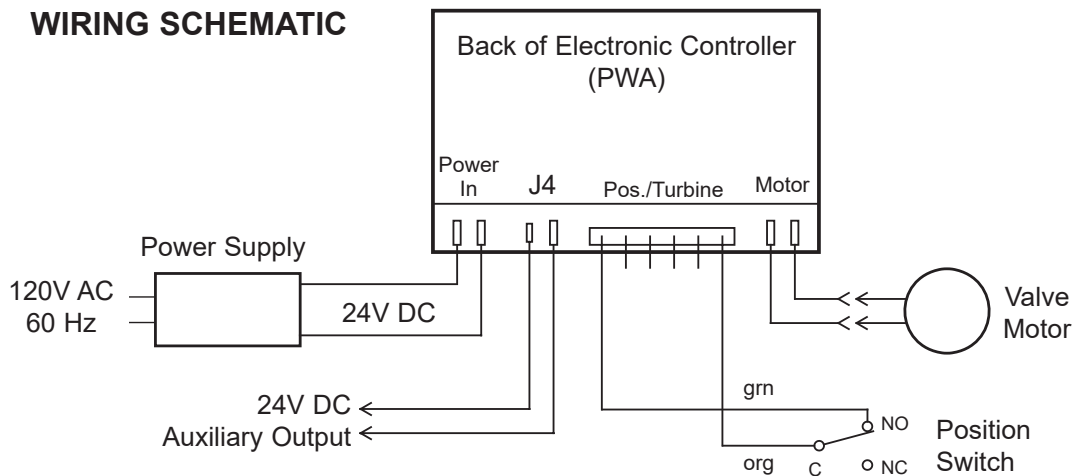 WIRING SCHEMATIC
Back of Electronic Controller
(PWA)
Power
In
J4
Pos./Turbine
Motor
Power Supply
120V AC
60 Hz
24V DC
Valve
Motor
24V DC
Auxiliary Output
grn
org
NO
C
NC
Position
Switch